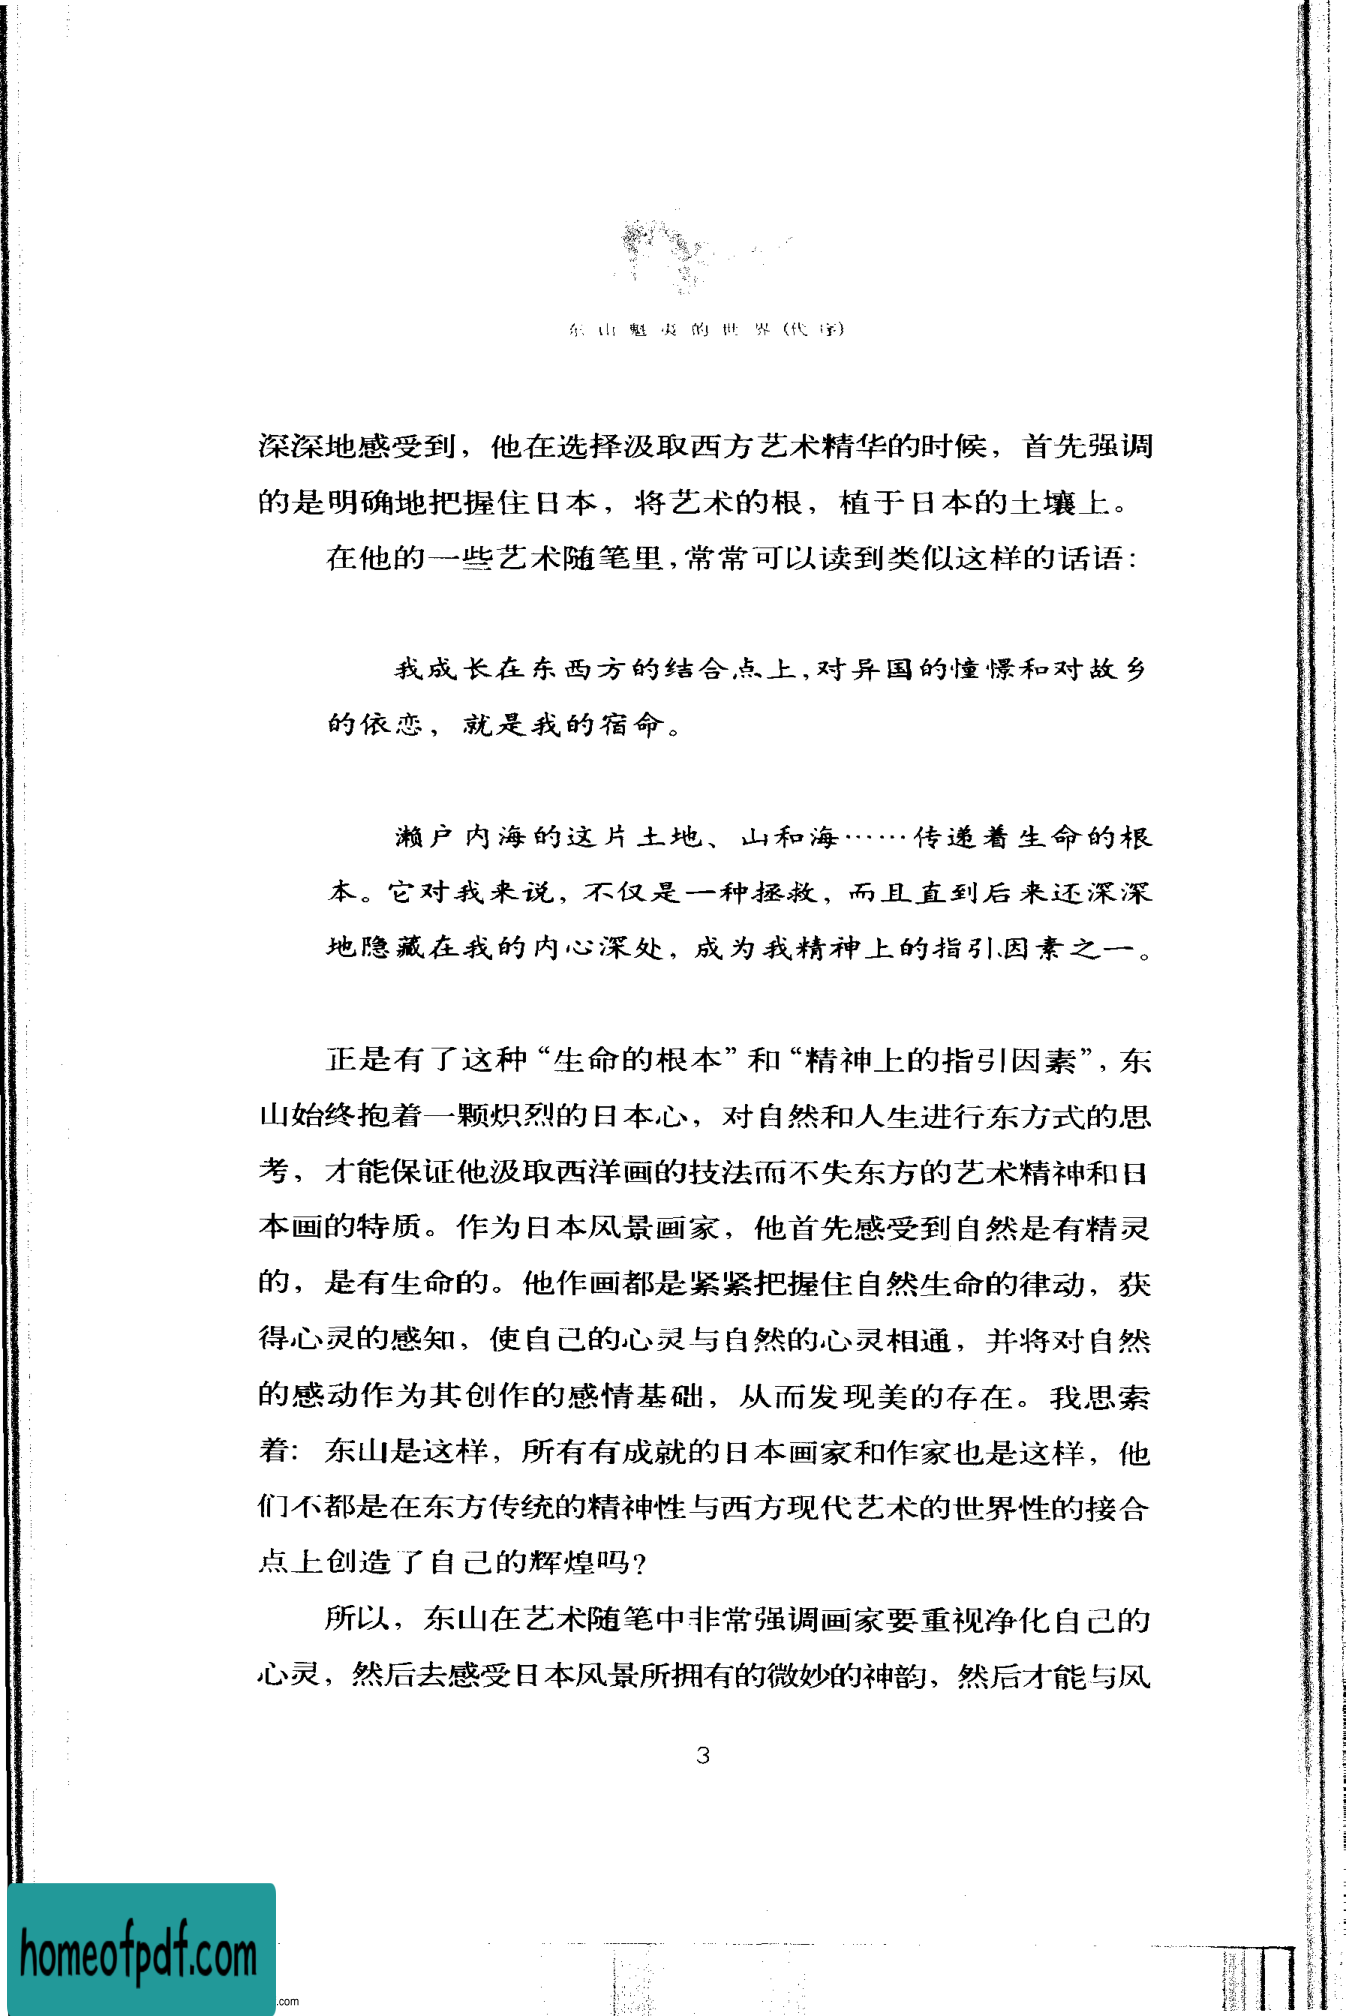 东山魁夷的世界(代序)
深深地感受到，他在选择汲取西方艺术精华的时候，首先强调
的是明确地把握住日本，将艺术的根，植于日本的土壤上。
在他的一些艺术随笔里，常常可以读到类似这样的话语：
我成长在东西方的结合点上，对异国的憧憬和对故乡
的依恋，就是我的宿命。
濑户内海的这片土地、山和海……传递着生命的根
本。它对我来说，不仅是一种拯救，而且直到后来还深深
地隐藏在我的内心深处，成为我精神上的指引因素之一。
正是有了这种“生命的根本”和“精神上的指引因素”，东
山始终抱着一颗炽烈的日本心，对自然和人生进行东方式的思
考，才能保证他汲取西洋画的技法而不失东方的艺术精神和日
本画的特质。作为日本风景画家，他首先感受到自然是有精灵
的，是有生命的。他作画都是紧紧把握住自然生命的律动，获
得心灵的感知，使自己的心灵与自然的心灵相通，并将对自然
的感动作为其创作的感情基础，从而发现美的存在。我思索
着：东山是这样，所有有成就的日本画家和作家也是这样，他
们不都是在东方传统的精神性与西方现代艺术的世界性的接合
点上创造了自己的辉煌吗？
所以，东山在艺术随笔中非常强调画家要重视净化自己的
心灵，然后去感受日本风景所拥有的微妙的神韵，然后才能与风
3
homeofpdf.com
.com